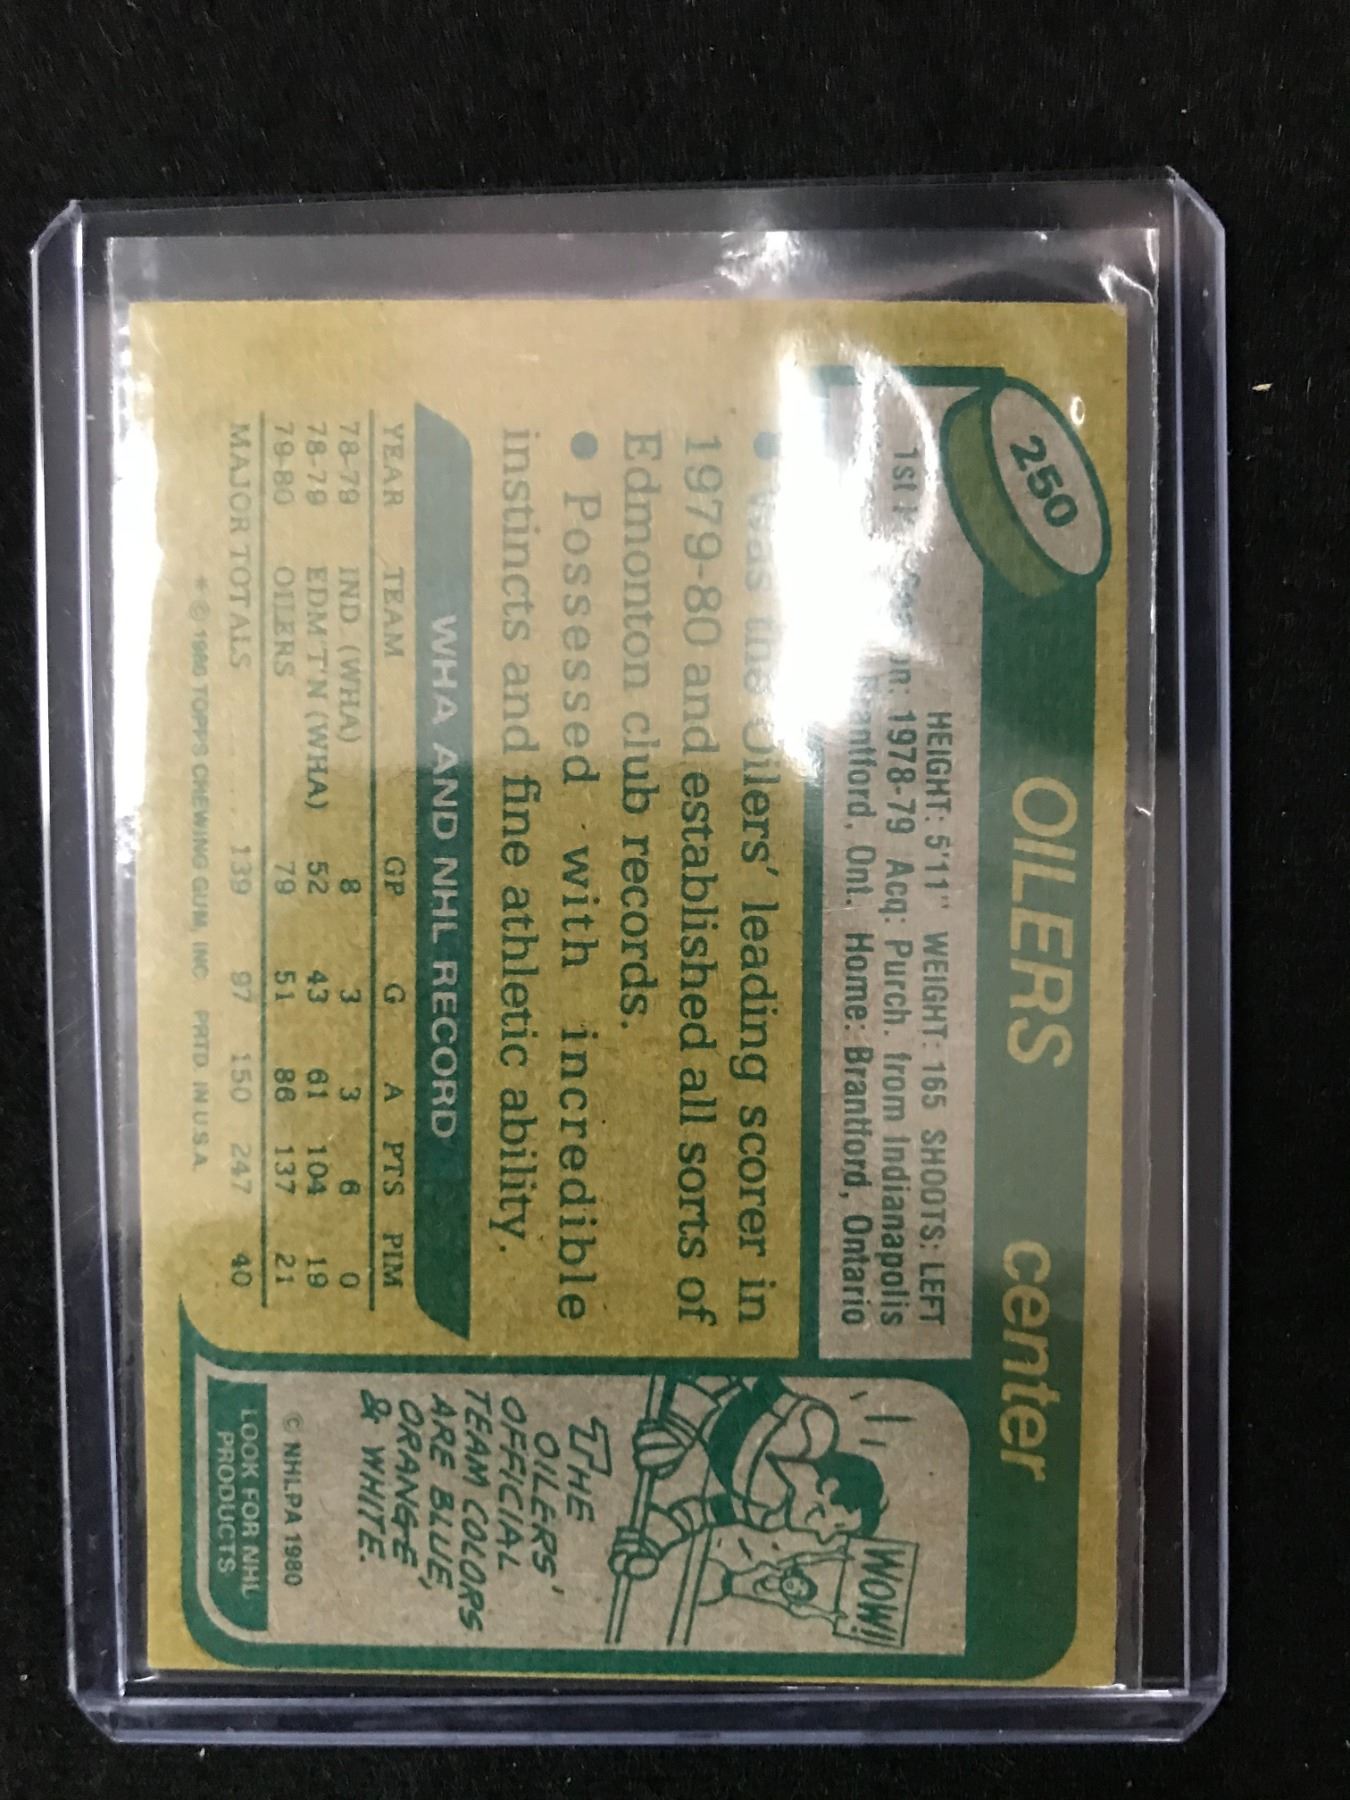 250
OILERS center
HEIGHT: 5'11" WEIGHT: 165 SHOOTS: LEFT
1st 1978-79 Acq: Purch. from Indianapolis
Ont. Home: Brantford, Ontario
the Oilers' leading scorer in
1979-80 and established all sorts of
Edmonton club records.
● Possessed with incredible
instincts and fine athletic ability.
WHA AND NHL RECORD
YEAR TEAM GP G A PTS PIM
78-79 IND. (WHA) 8 3 3 6 0
78-79 EDM'T'N (WHA) 52 43 61 104 19
79-80 OILERS 79 51 86 137 21
MAJOR TOTALS 139 97 150 247 40
* © 1980 TOPPS CHEWING GUM, INC. PRTD. IN U.S.A.
WOW!
THE
OILERS'
OFFICIAL
TEAM COLORS
ARE BLUE,
ORANGE
& WHITE.
© NHLPA 1980
LOOK FOR NHL
PRODUCTS